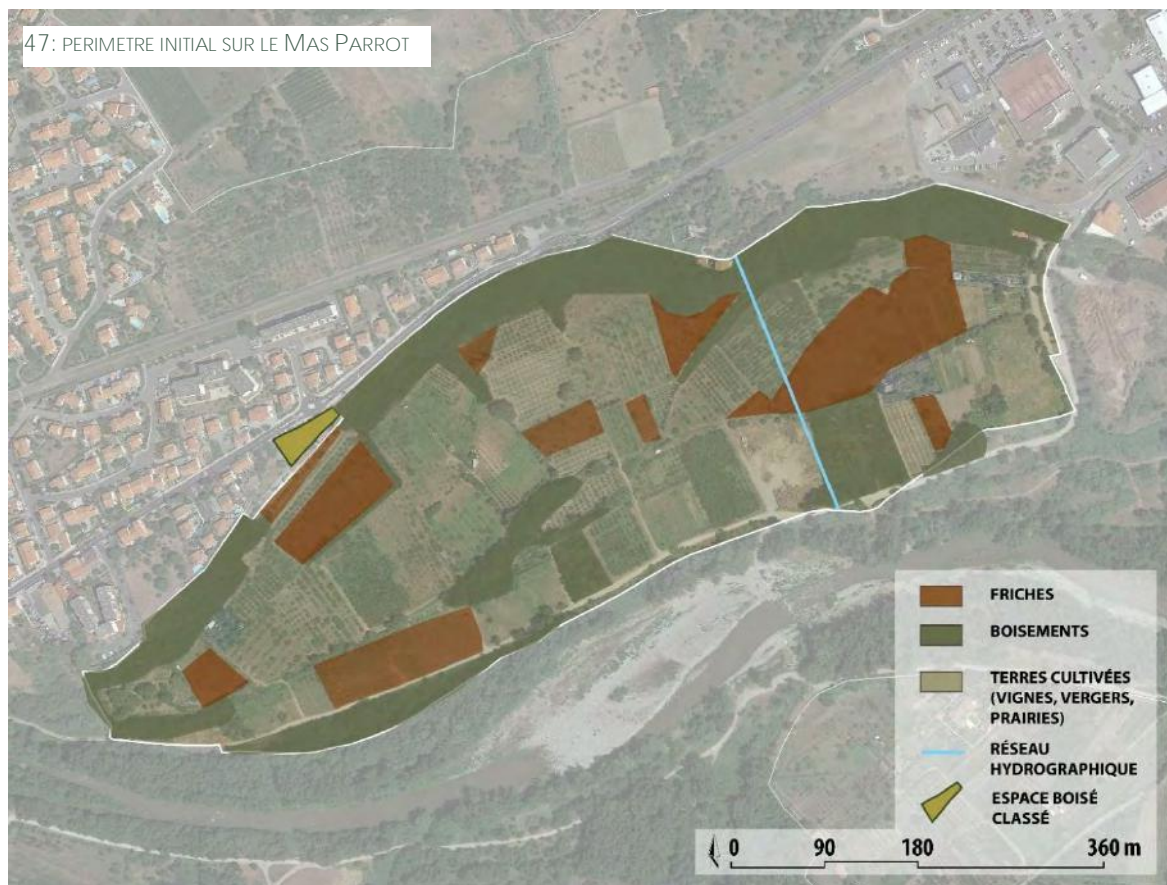 47: PERIMETRE INITIAL SUR LE MAS PARROT
FRICHES
BOISEMENTS
TERRES CULTIVÉES
(VIGNES, VERGERS,
PRAIRIES)
RÉSEAU
HYDROGRAPHIQUE
ESPACE BOISÉ
CLASSÉ
0 90 180 360 m